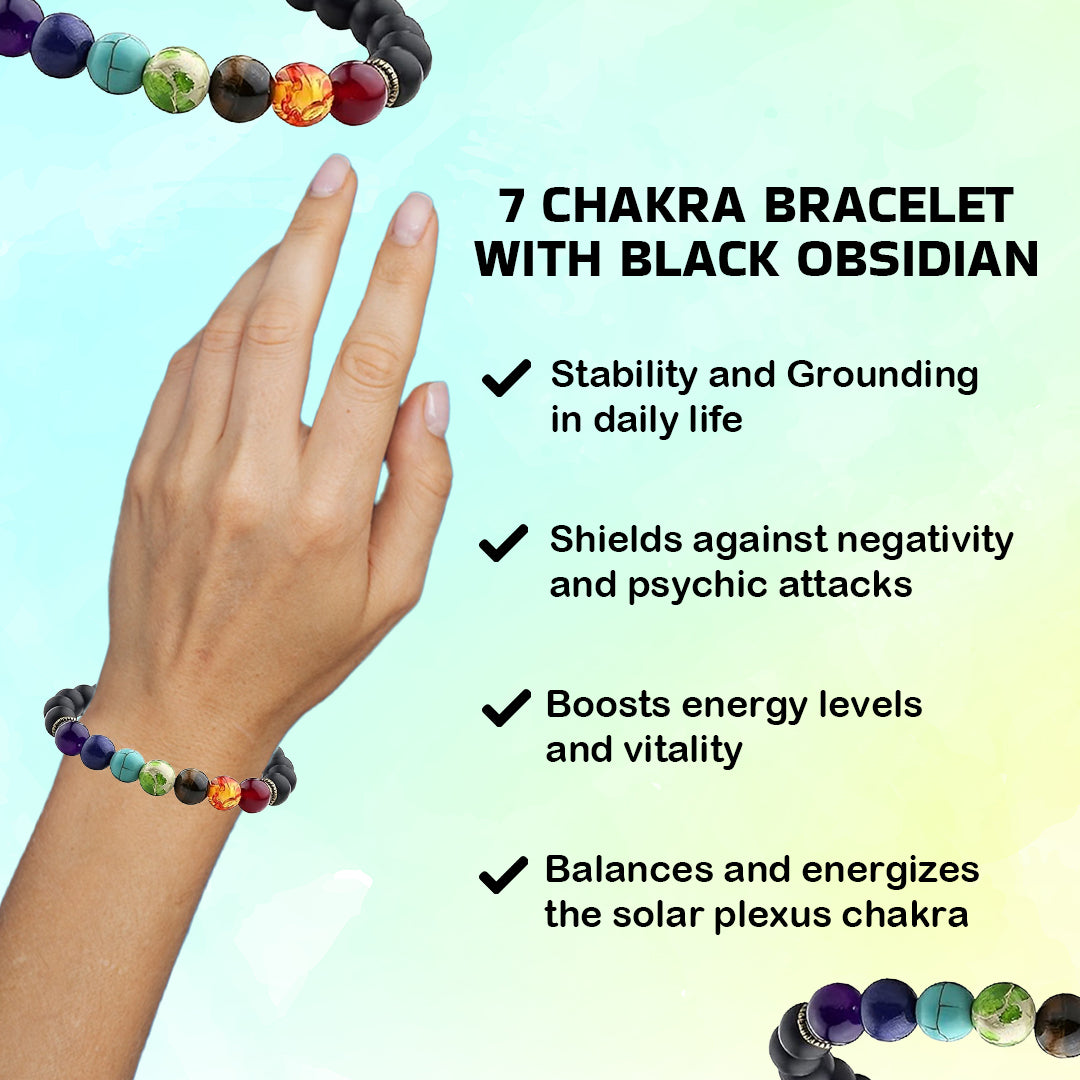 7 CHAKRA BRACELET
WITH BLACK OBSIDIAN
Stability and Grounding
in daily life
Shields against negativity
and psychic attacks
Boosts energy levels
and vitality
Balances and energizes
the solar plexus chakra